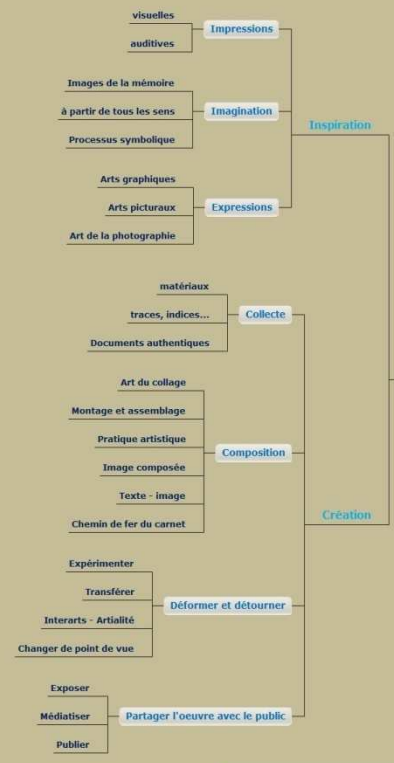 visuelles
Impressions
auditives
Images de la mémoire
à partir de tous les sens
Imagination
Inspiration
Processus symbolique
Arts graphiques
Arts picturaux
Expressions
Art de la photographie
matériaux
traces, indices...
Collecte
Documents authentiques
Art du collage
Montage et assemblage
Pratique artistique
Composition
Image composée
Texte - image
Chemin de fer du carnet
Création
Expérimenter
Transférer
Déformer et détourner
Interarts - Artialité
Changer de point de vue
Exposer
Médiatiser
Partager l'oeuvre avec le public
Publier